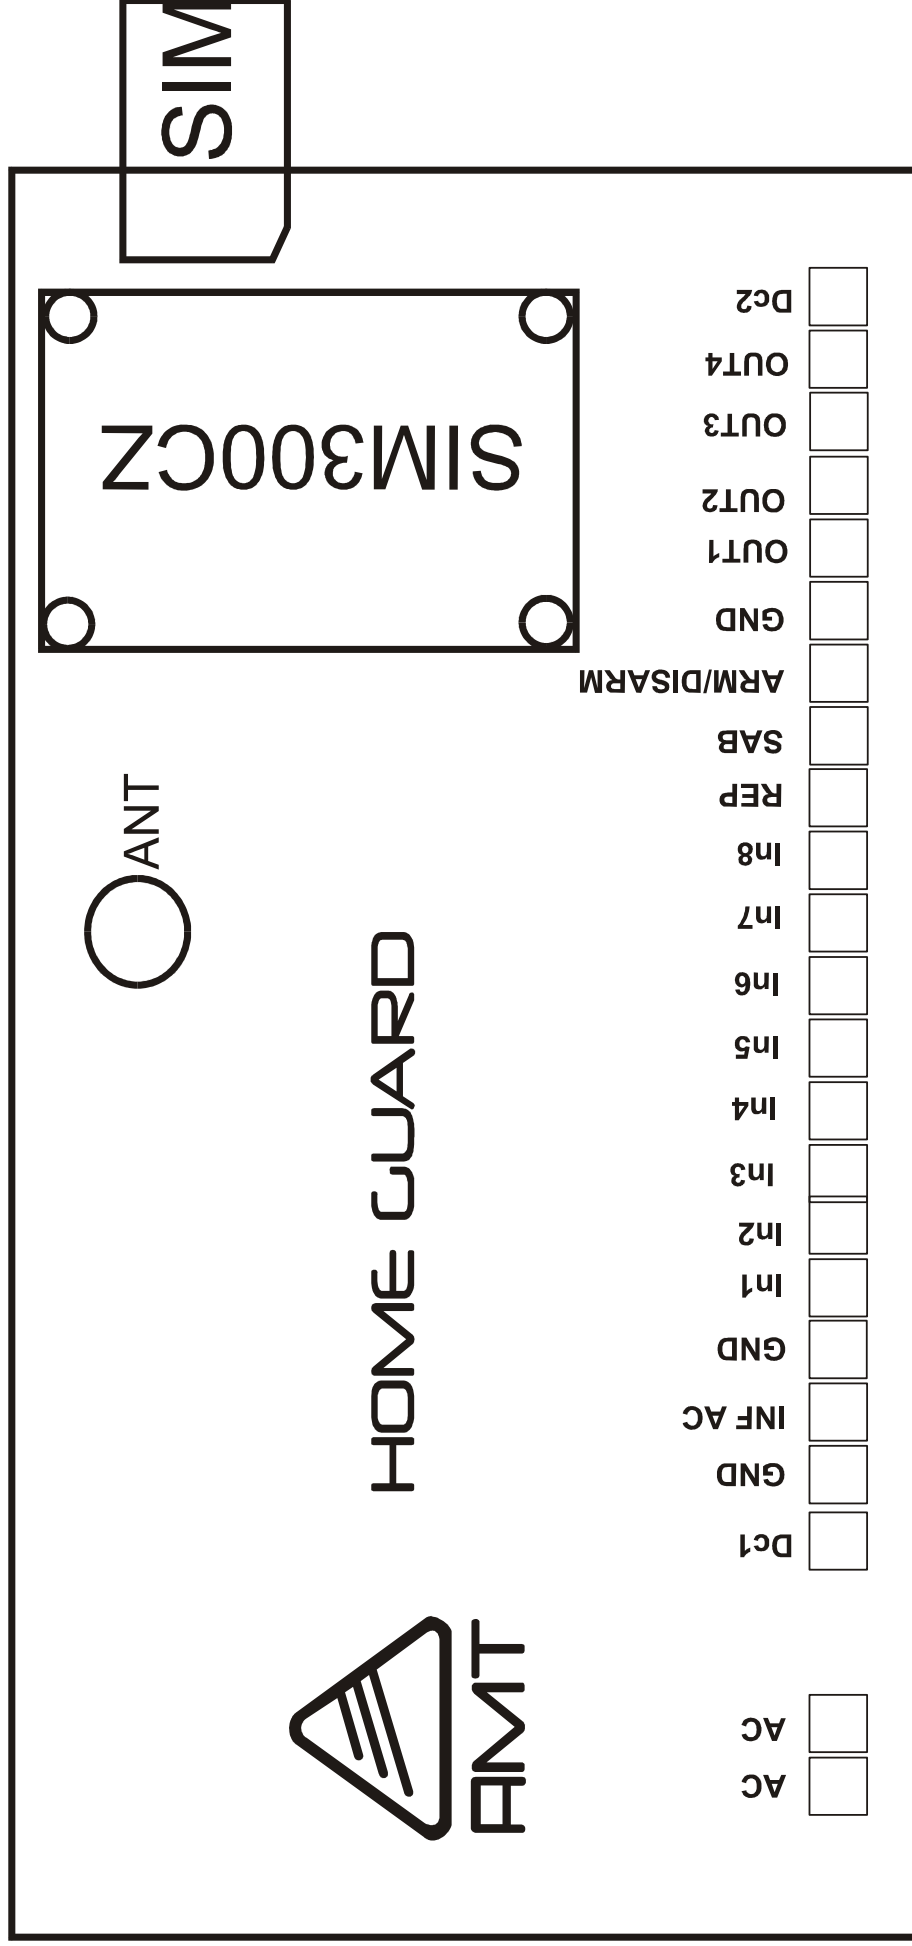 SIM
SIM300CZ
ANT
HOME GUARD
AMT
Dc2
OUT4
OUT3
OUT2
OUT1
GND
ARM/DISARM
SAB
REP
In8
In7
In6
In5
In4
In3
In2
In1
GND
INF AC
GND
Dc1
AC
AC